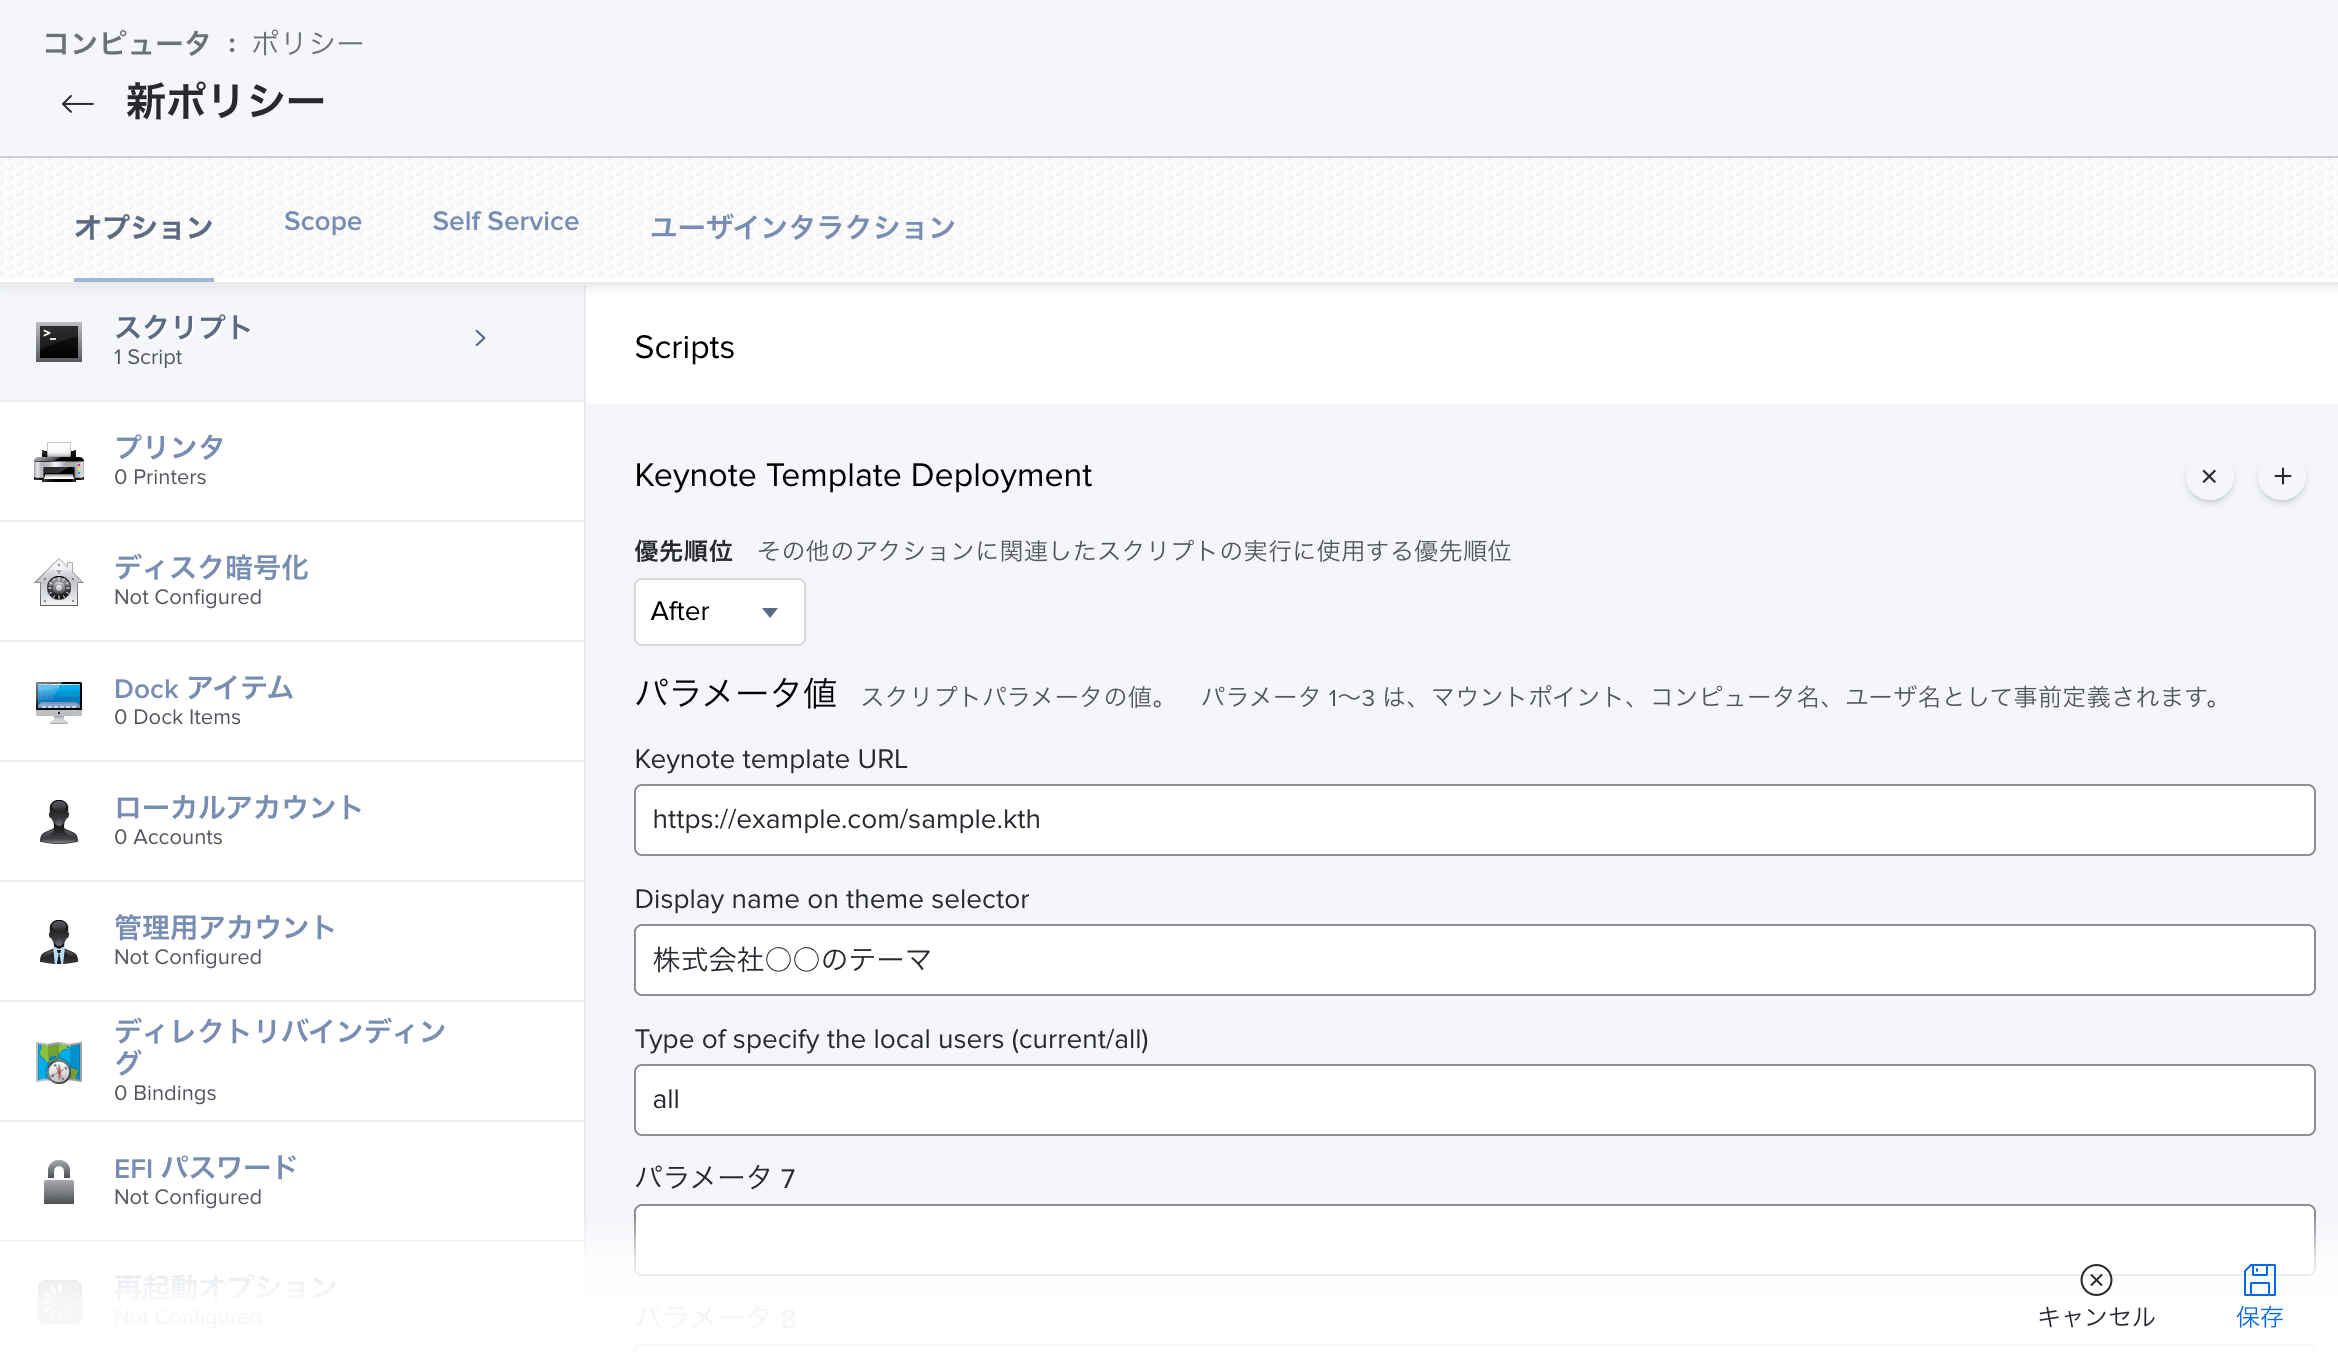 コンピュータ : ポリシー
← 新ポリシー
オプション
Scope
Self Service
ユーザインタラクション
スクリプト
1 Script
プリンタ
0 Printers
ディスク暗号化
Not Configured
Dock アイテム
0 Dock Items
ローカルアカウント
0 Accounts
管理用アカウント
Not Configured
ディレクトリバインディン
グ
0 Bindings
EFI パスワード
Not Configured
再起動オプション
Not Configured
Scripts
Keynote Template Deployment
優先順位 その他のアクションに関連したスクリプトの実行に使用する優先順位
After
パラメータ値 スクリプトパラメータの値。 パラメータ 1〜3 は、マウントポイント、コンピュータ名、ユーザ名として事前定義されます。
Keynote template URL
https://example.com/sample.kth
Display name on theme selector
株式会社○○のテーマ
Type of specify the local users (current/all)
all
パラメータ 7
パラメータ 8
キャンセル
保存